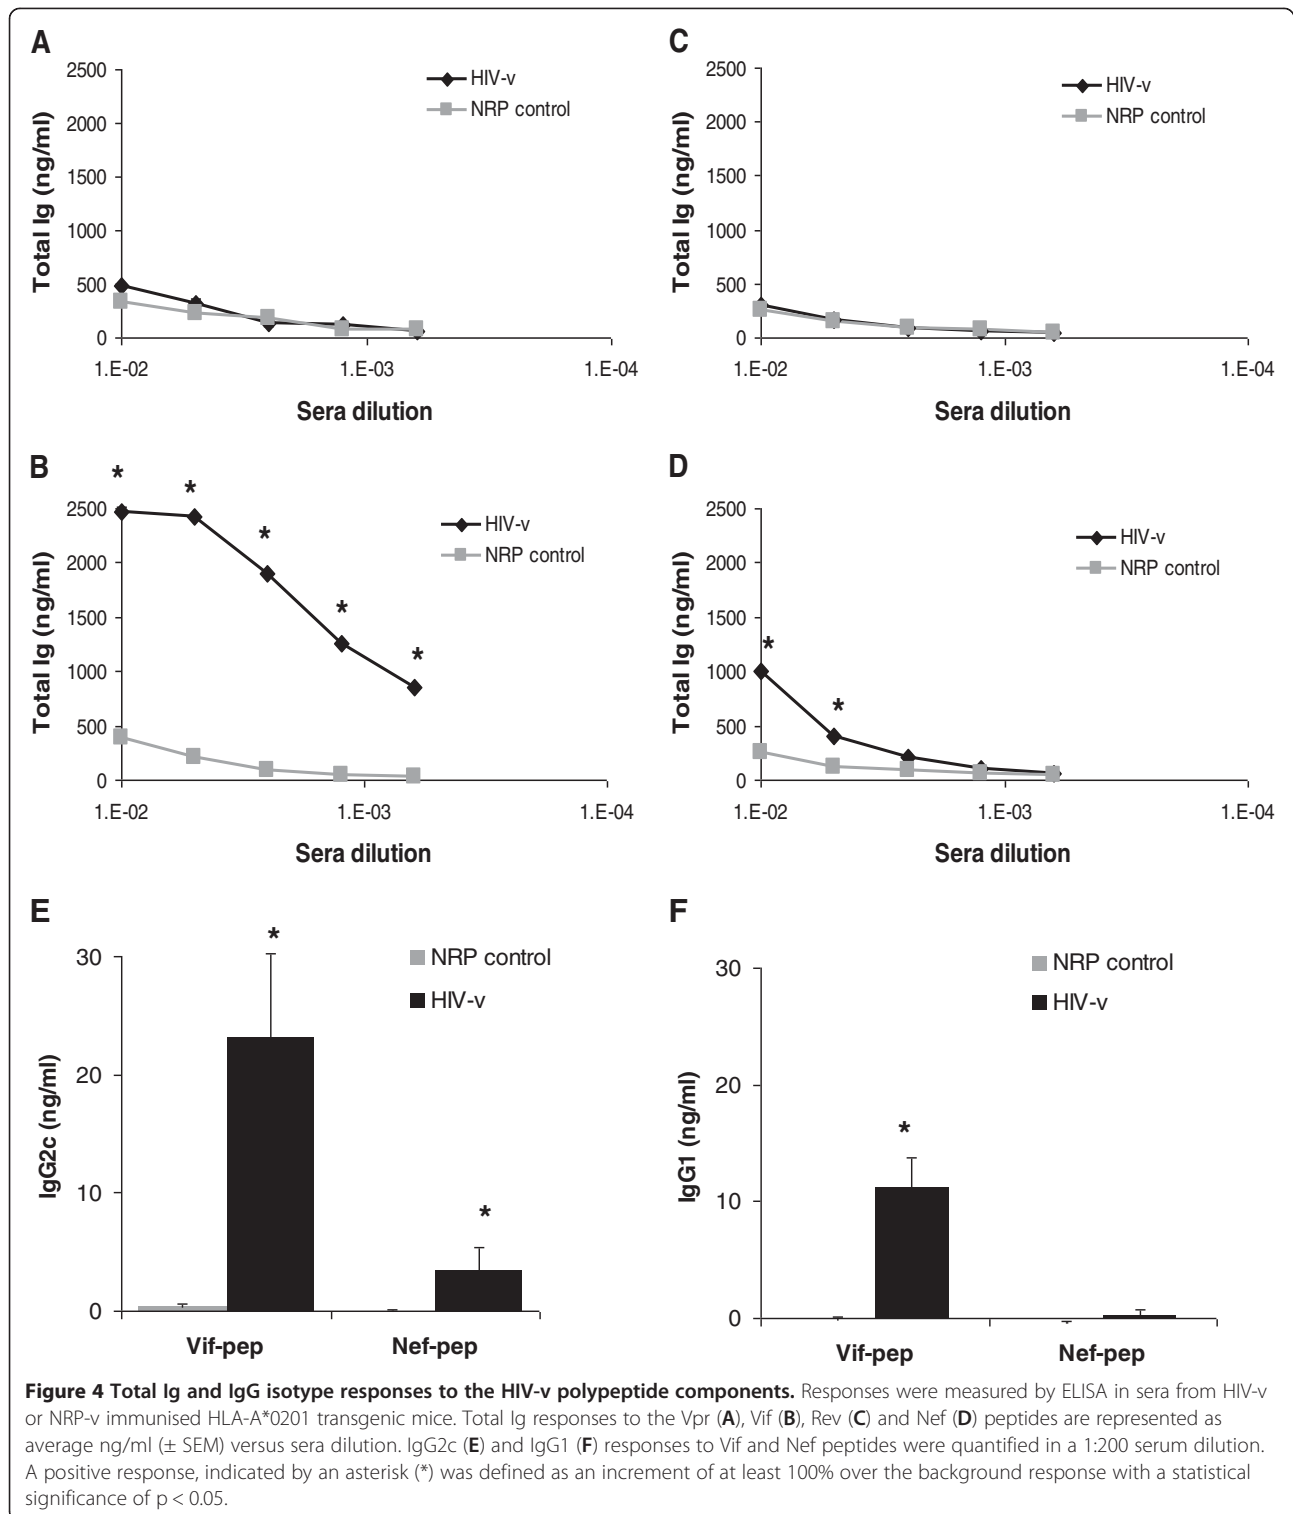 A
2500
2000
1500
1000
500
0
Total Ig (ng/ml)
HIV-v
NRP control
1.E-02 1.E-03 1.E-04
Sera dilution
C
2500
2000
1500
1000
500
0
Total Ig (ng/ml)
HIV-v
NRP control
1.E-02 1.E-03 1.E-04
Sera dilution
B
* * * * *
2500
2000
1500
1000
500
0
Total Ig (ng/ml)
HIV-v
NRP control
1.E-02 1.E-03 1.E-04
Sera dilution
D
* *
2500
2000
1500
1000
500
0
Total Ig (ng/ml)
HIV-v
NRP control
1.E-02 1.E-03 1.E-04
Sera dilution
E
* *
30
20
10
0
IgG2c (ng/ml)
NRP control
HIV-v
Vif-pep Nef-pep
F
*
30
20
10
0
IgG1 (ng/ml)
NRP control
HIV-v
Vif-pep Nef-pep
Figure 4 Total Ig and IgG isotype responses to the HIV-v polypeptide components. Responses were measured by ELISA in sera from HIV-v
or NRP-v immunised HLA-A*0201 transgenic mice. Total Ig responses to the Vpr (A), Vif (B), Rev (C) and Nef (D) peptides are represented as
average ng/ml (± SEM) versus sera dilution. IgG2c (E) and IgG1 (F) responses to Vif and Nef peptides were quantified in a 1:200 serum dilution.
A positive response, indicated by an asterisk (*) was defined as an increment of at least 100% over the background response with a statistical
significance of p < 0.05.